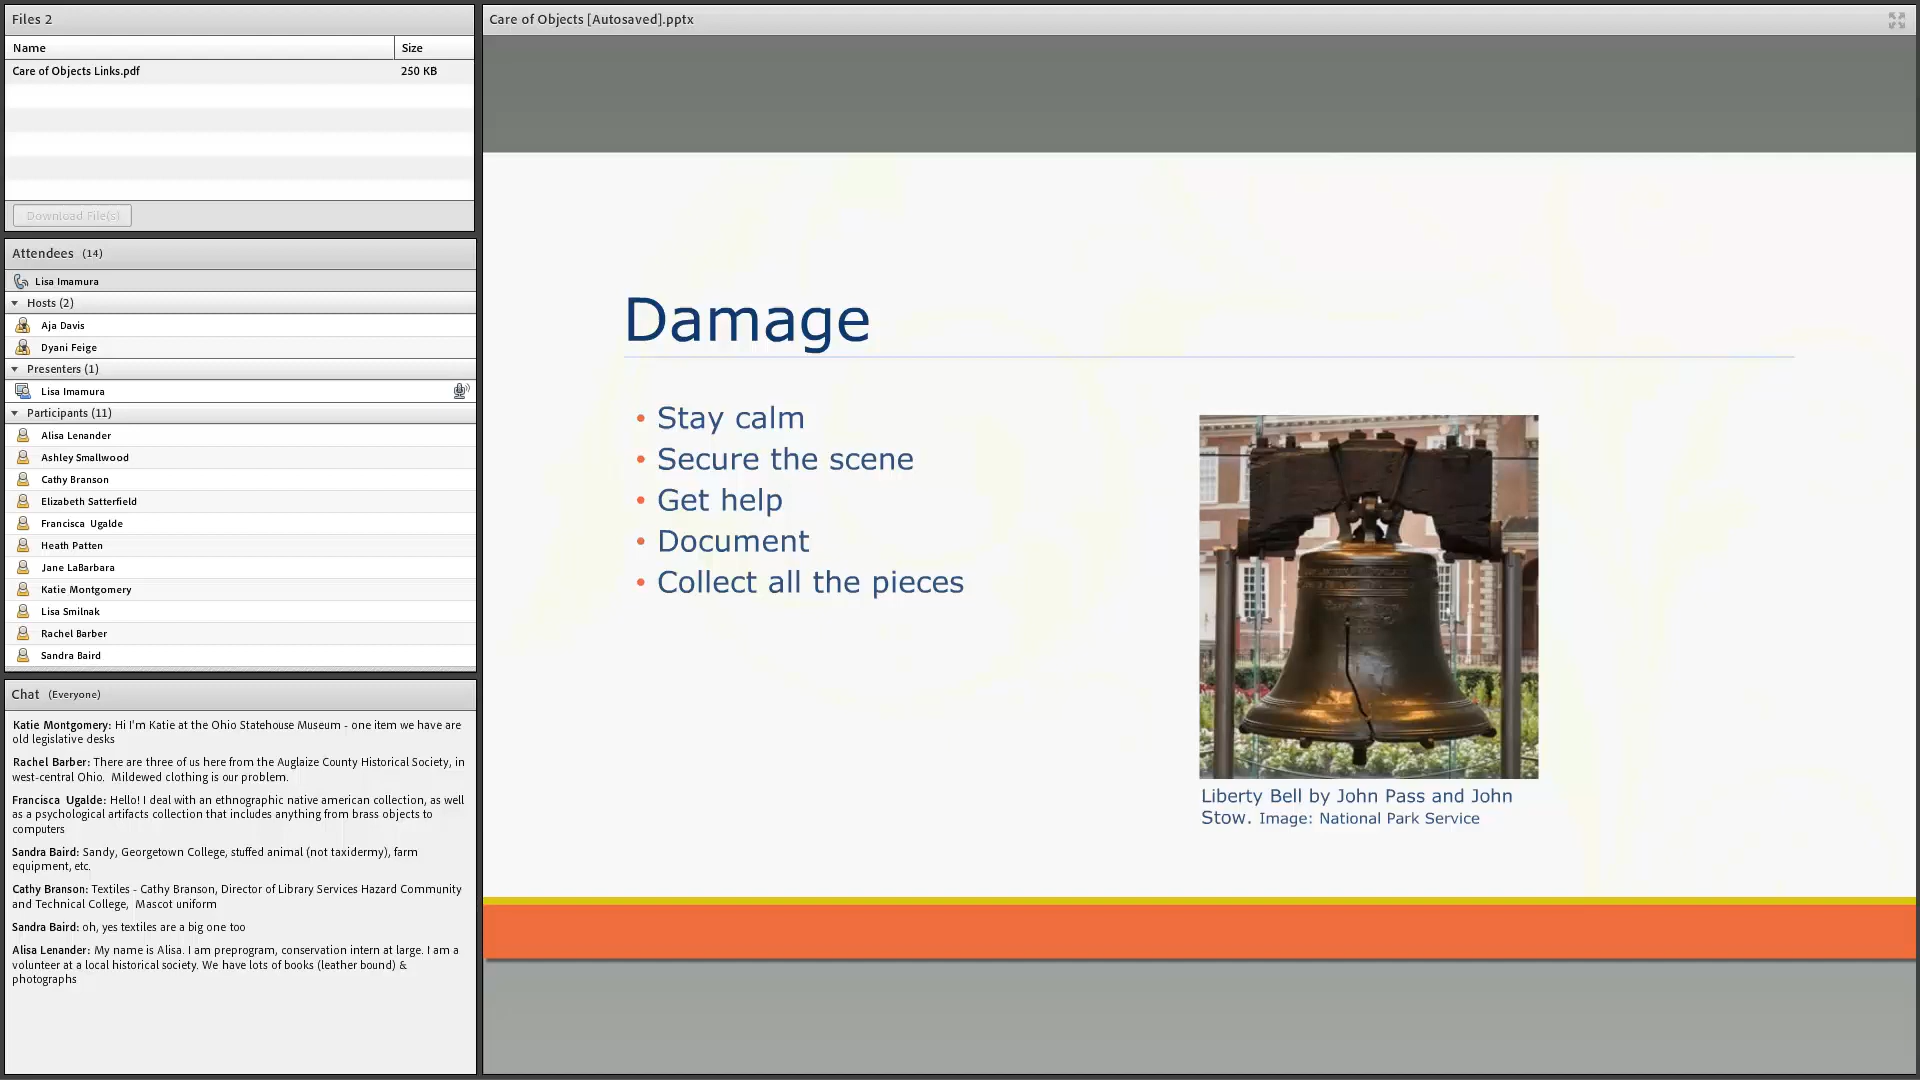 Files 2
Name Size
Care of Objects Links.pdf 250 KB
Download File(s)
Attendees (14)
Lisa Imamura
Hosts (2)
Aja Davis
Dyani Feige
Presenters (1)
Lisa Imamura
Participants (11)
Alisa Lenander
Ashley Smallwood
Cathy Branson
Elizabeth Satterfield
Francisca Ugalde
Heath Patten
Jane LaBarbara
Katie Montgomery
Lisa Smilnak
Rachel Barber
Sandra Baird
Chat (Everyone)
Katie Montgomery: Hi I'm Katie at the Ohio Statehouse Museum - one item we have are
old legislative desks
Rachel Barber: There are three of us here from the Auglaize County Historical Society, in
west-central Ohio. Mildewed clothing is our problem.
Francisca Ugalde: Hello! I deal with an ethnographic native american collection, as well
as a psychological artifacts collection that includes anything from brass objects to
computers
Sandra Baird: Sandy, Georgetown College, stuffed animal (not taxidermy), farm
equipment, etc.
Cathy Branson: Textiles - Cathy Branson, Director of Library Services Hazard Community
and Technical College, Mascot uniform
Sandra Baird: oh, yes textiles are a big one too
Alisa Lenander: My name is Alisa. I am preprogram, conservation intern at large. I am a
volunteer at a local historical society. We have lots of books (leather bound) &
photographs
Care of Objects [Autosaved].pptx
Damage
• Stay calm
• Secure the scene
• Get help
• Document
• Collect all the pieces
Liberty Bell by John Pass and John
Stow. Image: National Park Service